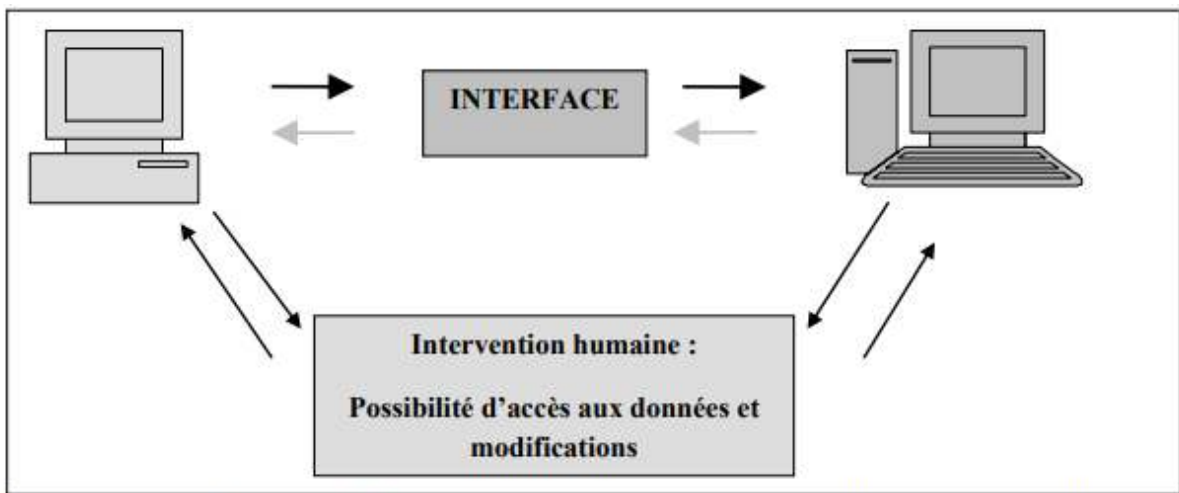 INTERFACE
Intervention humaine :
Possibilité d’accès aux données et
modifications